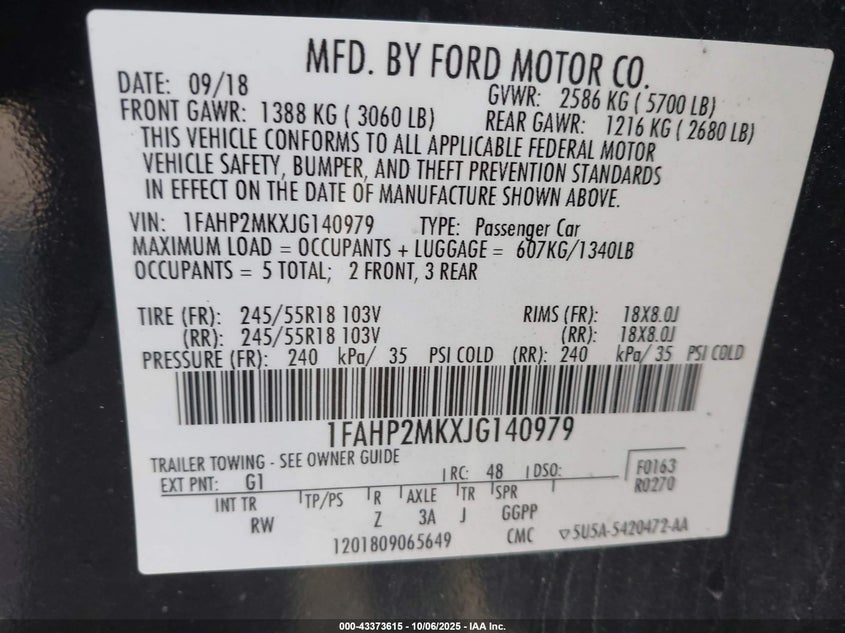 MFD. BY FORD MOTOR CO.
DATE: 09/18 GVWR: 2586 KG ( 5700 LB)
FRONT GAWR: 1388 KG ( 3060 LB) REAR GAWR: 1216 KG ( 2680 LB)
THIS VEHICLE CONFORMS TO ALL APPLICABLE FEDERAL MOTOR
VEHICLE SAFETY, BUMPER, AND THEFT PREVENTION STANDARDS
IN EFFECT ON THE DATE OF MANUFACTURE SHOWN ABOVE.
VIN: 1FAHP2MKXJG140979 TYPE: Passenger Car
MAXIMUM LOAD = OCCUPANTS + LUGGAGE = 607KG/1340LB
OCCUPANTS = 5 TOTAL; 2 FRONT, 3 REAR
TIRE (FR): 245/55R18 103V RIMS (FR): 18X8.0J
(RR): 245/55R18 103V (RR): 18X8.0J
PRESSURE (FR): 240 kPa/ 35 PSI COLD (RR): 240 kPa/ 35 PSI COLD
1FAHP2MKXJG140979
TRAILER TOWING - SEE OWNER GUIDE
EXT PNT: G1 RC: 48 DSO: F0163
R0270
INT TR TP/PS R AXLE TR SPR
RW Z 3A J GGPP
1201809065649 CMC ▽5U5A-5420472-AA
000-43373615 - 10/06/2025 - IAA Inc.